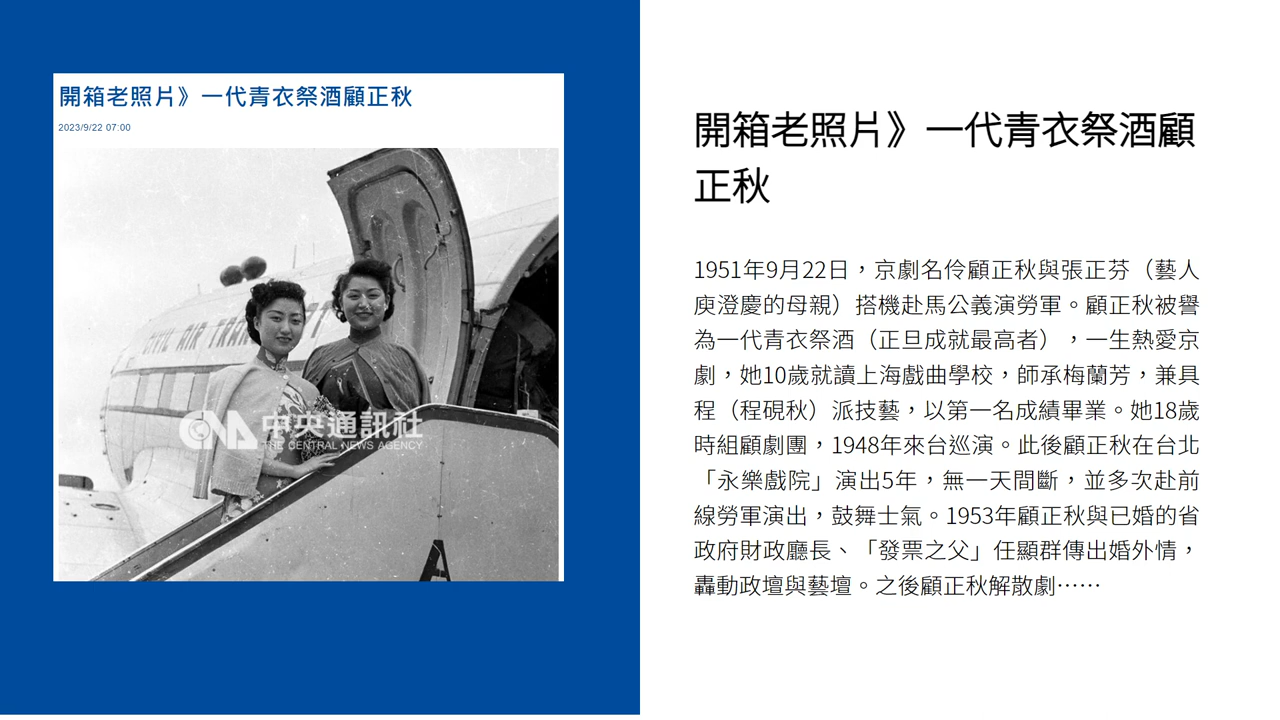 開箱老照片》一代青衣祭酒顧正秋
2023/9/22 07:00
CIVIL AIR TRAN
中央通訊社
THE CENTRAL NEWS AGENCY
開箱老照片》一代青衣祭酒顧
正秋
1951年9月22日，京劇名伶顧正秋與張正芬（藝人
庾澄慶的母親）搭機赴馬公義演勞軍。顧正秋被譽
為一代青衣祭酒（正旦成就最高者），一生熱愛京
劇，她10歲就讀上海戲曲學校，師承梅蘭芳，兼具
程（程硯秋）派技藝，以第一名成績畢業。她18歲
時組顧劇團，1948年來台巡演。此後顧正秋在台北
「永樂戲院」演出5年，無一天間斷，並多次赴前
線勞軍演出，鼓舞士氣。1953年顧正秋與已婚的省
政府財政廳長、「發票之父」任顯群傳出婚外情，
轟動政壇與藝壇。之後顧正秋解散劇⋯⋯